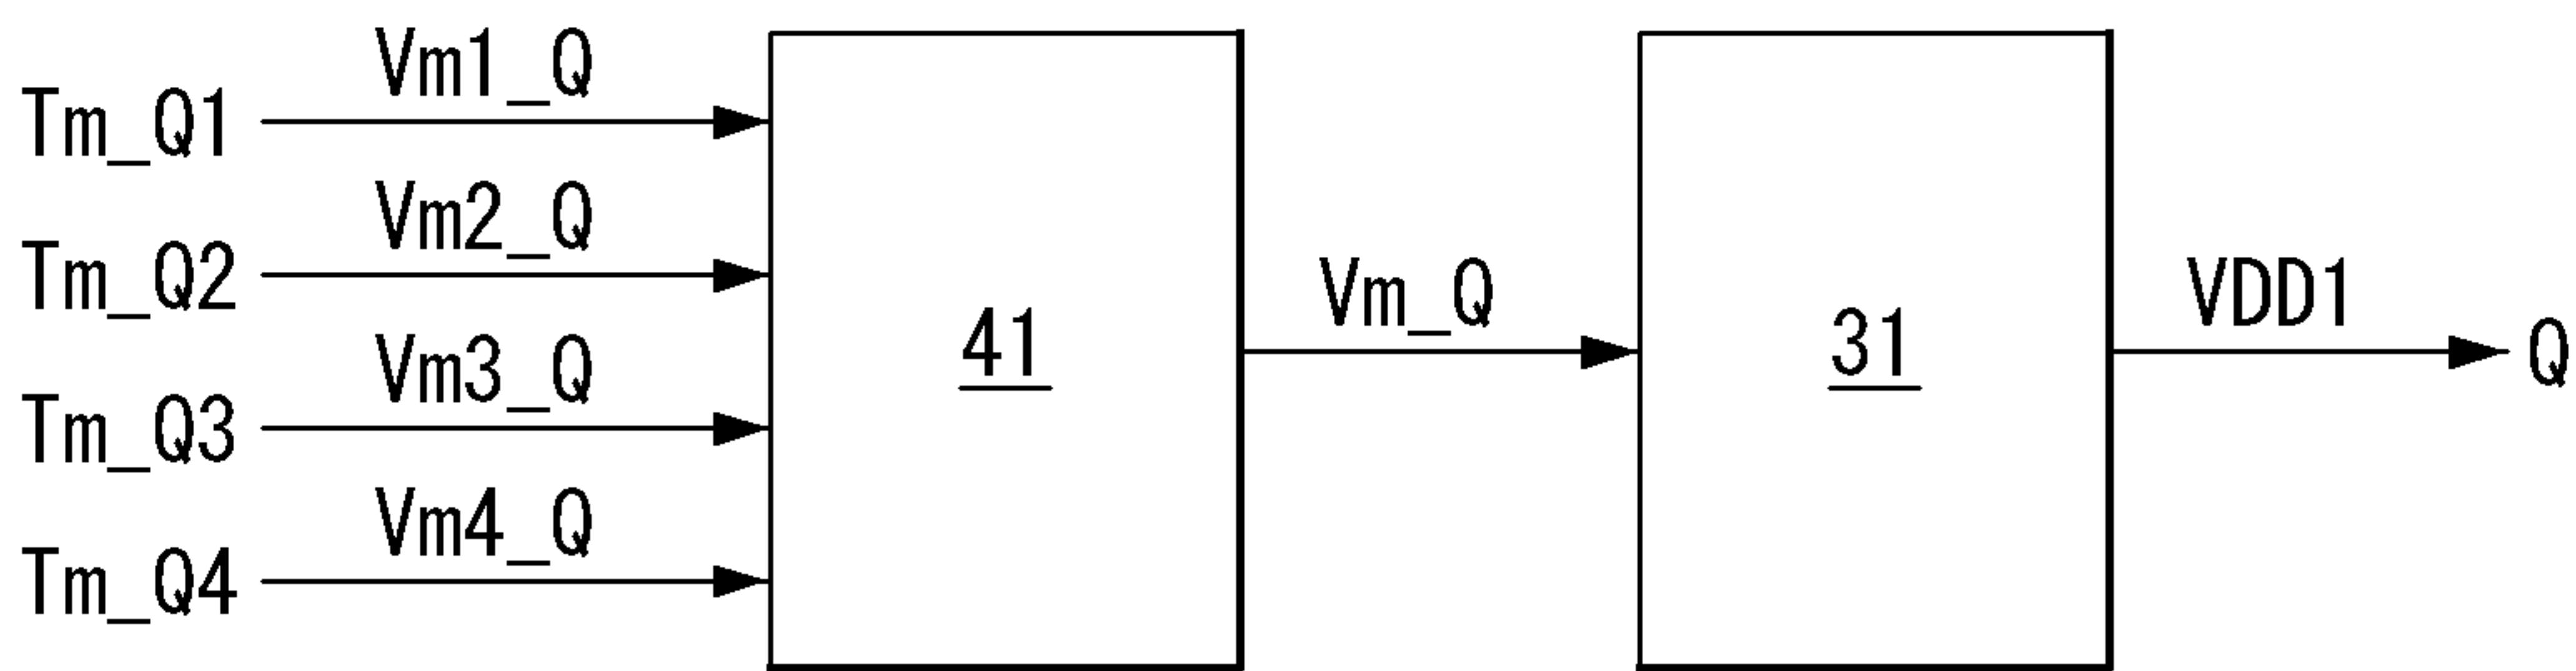 Vm1_Q
Tm_Q1
Vm2_Q
Tm_Q2
Vm3_Q
Tm_Q3
Vm4_Q
Tm_Q4
41
Vm_Q
31
VDD1
Q